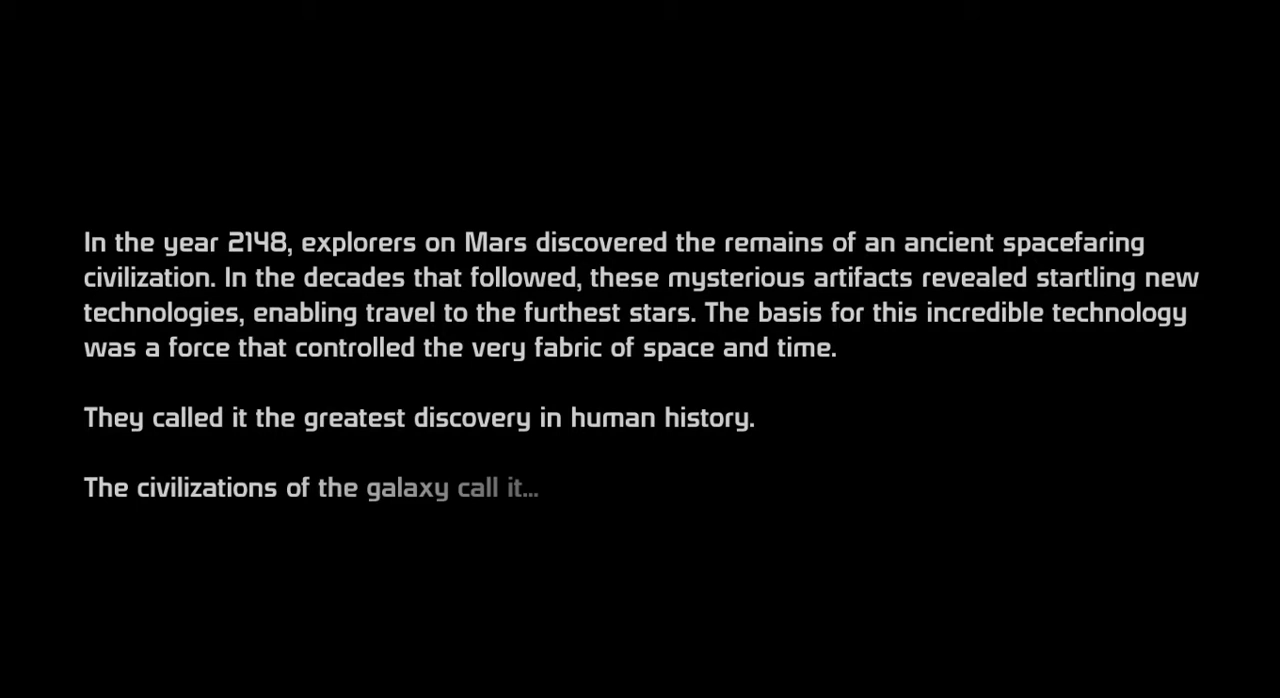 In the year 2148, explorers on Mars discovered the remains of an ancient spacefaring
civilization. In the decades that followed, these mysterious artifacts revealed startling new
technologies, enabling travel to the furthest stars. The basis for this incredible technology
was a force that controlled the very fabric of space and time.
They called it the greatest discovery in human history.
The civilizations of the galaxy call it...